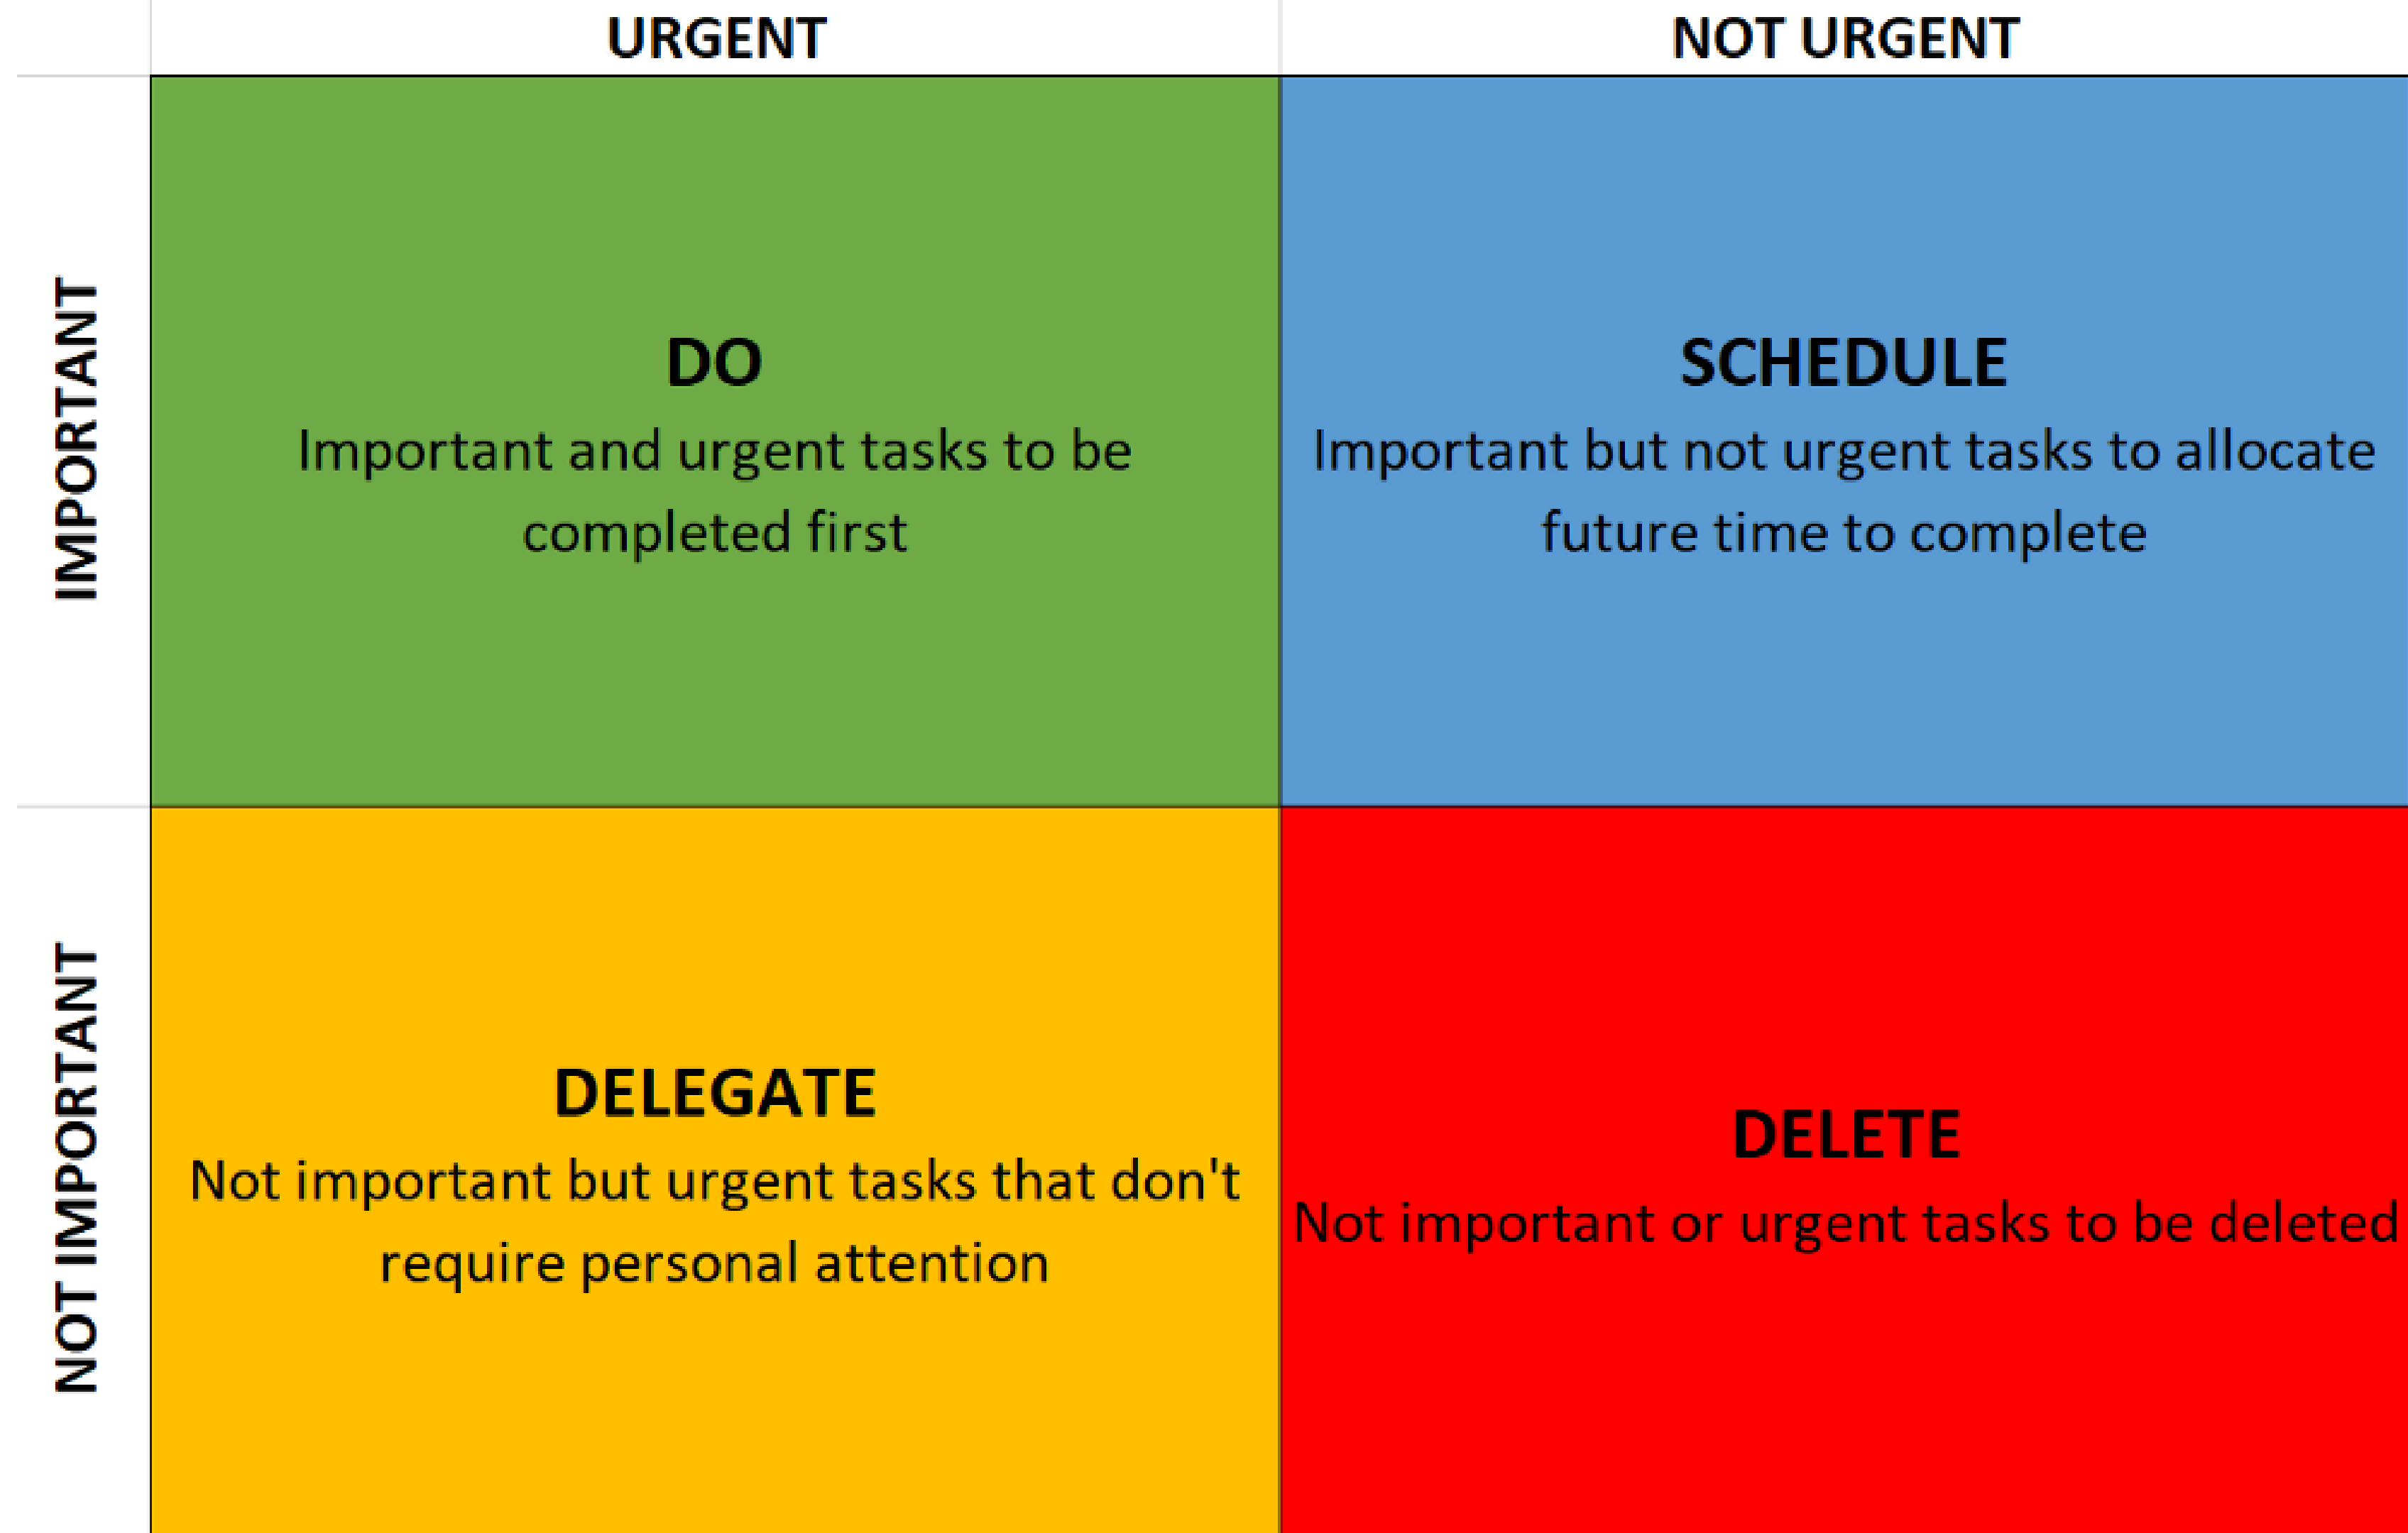 URGENT
NOT URGENT
IMPORTANT
DO
Important and urgent tasks to be
completed first
SCHEDULE
Important but not urgent tasks to allocate
future time to complete
NOT IMPORTANT
DELEGATE
Not important but urgent tasks that don't
require personal attention
DELETE
Not important or urgent tasks to be deleted